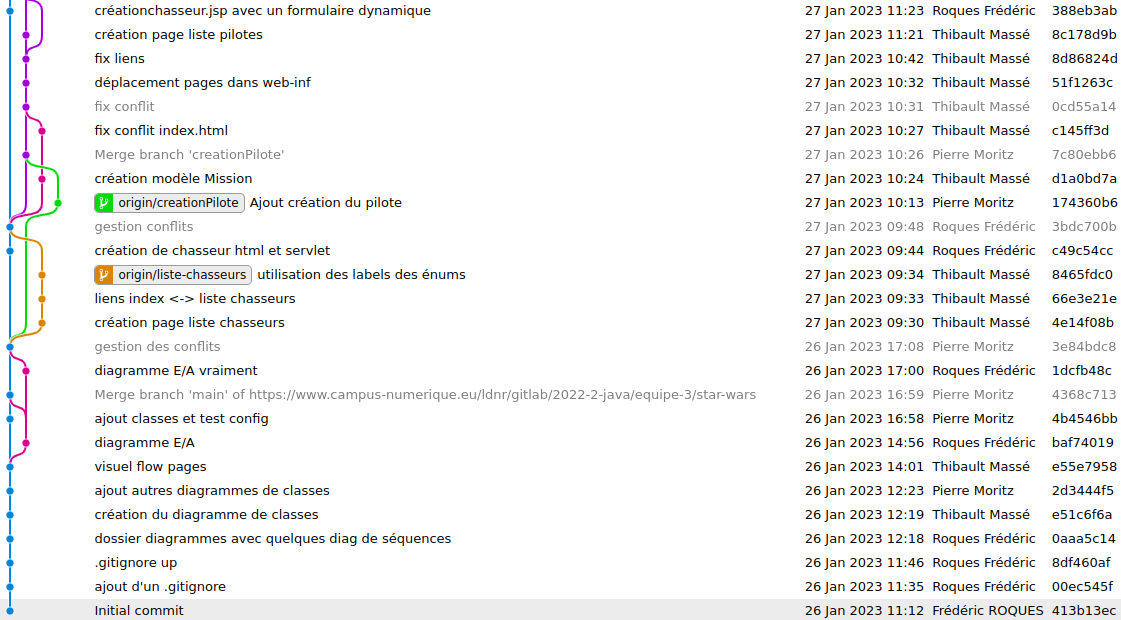 créationchasseur.jsp avec un formulaire dynamique 27 Jan 2023 11:23 Roques Frédéric 388eb3ab
création page liste pilotes 27 Jan 2023 11:21 Thibault Massé 8c178d9b
fix liens 27 Jan 2023 10:42 Thibault Massé 8d86824d
déplacement pages dans web-inf 27 Jan 2023 10:32 Thibault Massé 51f1263c
fix conflit 27 Jan 2023 10:31 Thibault Massé 0cd55a14
fix conflit index.html 27 Jan 2023 10:27 Thibault Massé c145ff3d
Merge branch 'creationPilote' 27 Jan 2023 10:26 Pierre Moritz 7c80ebb6
création modèle Mission 27 Jan 2023 10:24 Thibault Massé d1a0bd7a
origin/creationPilote Ajout création du pilote 27 Jan 2023 10:13 Pierre Moritz 174360b6
gestion conflits 27 Jan 2023 09:48 Roques Frédéric 3bdc700b
création de chasseur html et servlet 27 Jan 2023 09:44 Roques Frédéric c49c54cc
origin/liste-chasseurs utilisation des labels des énums 27 Jan 2023 09:34 Thibault Massé 8465fdc0
liens index <-> liste chasseurs 27 Jan 2023 09:33 Thibault Massé 66e3e21e
création page liste chasseurs 27 Jan 2023 09:30 Thibault Massé 4e14f08b
gestion des conflits 26 Jan 2023 17:08 Pierre Moritz 3e84bdc8
diagramme E/A vraiment 26 Jan 2023 17:00 Roques Frédéric 1dcfb48c
Merge branch 'main' of https://www.campus-numerique.eu/ldnr/gitlab/2022-2-java/equipe-3/star-wars 26 Jan 2023 16:59 Pierre Moritz 4368c713
ajout classes et test config 26 Jan 2023 16:58 Pierre Moritz 4b4546bb
diagramme E/A 26 Jan 2023 14:56 Roques Frédéric baf74019
visuel flow pages 26 Jan 2023 14:01 Thibault Massé e55e7958
ajout autres diagrammes de classes 26 Jan 2023 12:23 Pierre Moritz 2d3444f5
création du diagramme de classes 26 Jan 2023 12:19 Thibault Massé e51c6f6a
dossier diagrammes avec quelques diag de séquences 26 Jan 2023 12:18 Roques Frédéric 0aaa5c14
.gitignore up 26 Jan 2023 11:46 Roques Frédéric 8df460af
ajout d'un .gitignore 26 Jan 2023 11:35 Roques Frédéric 00ec545f
Initial commit 26 Jan 2023 11:12 Frédéric ROQUES 413b13ec